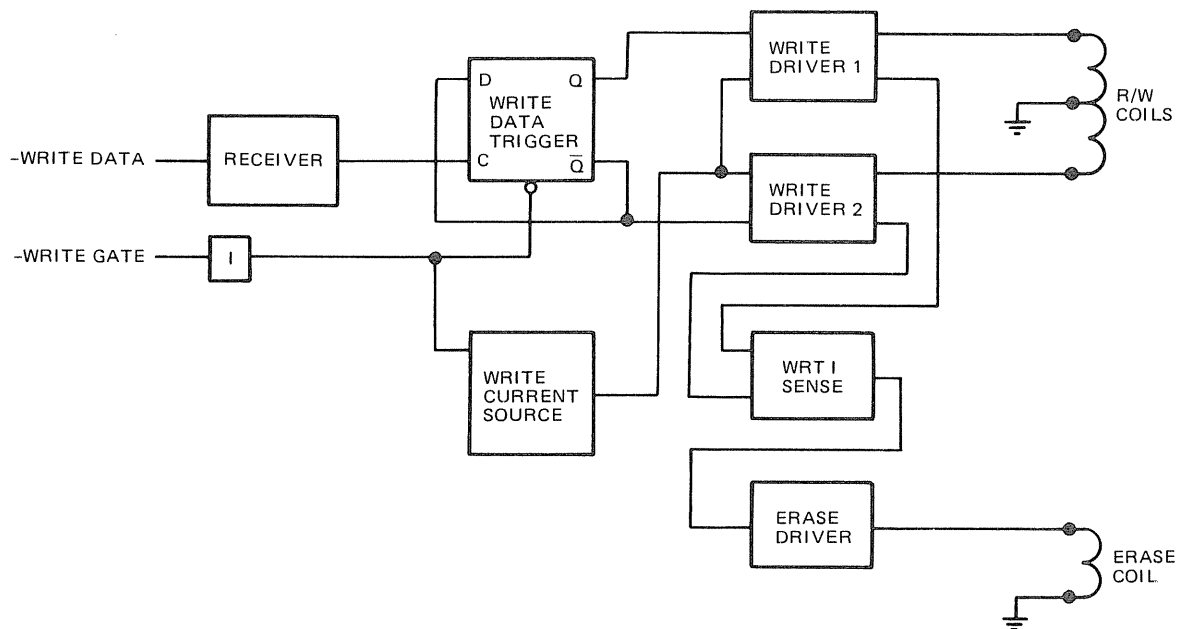 WRITE
DRIVER 1
R/W
COILS
D
Q
WRITE
DATA
TRIGGER
C
Q̅
-WRITE DATA
RECEIVER
WRITE
DRIVER 2
-WRITE GATE
I
WRITE
CURRENT
SOURCE
WRT I
SENSE
ERASE
DRIVER
ERASE
COIL